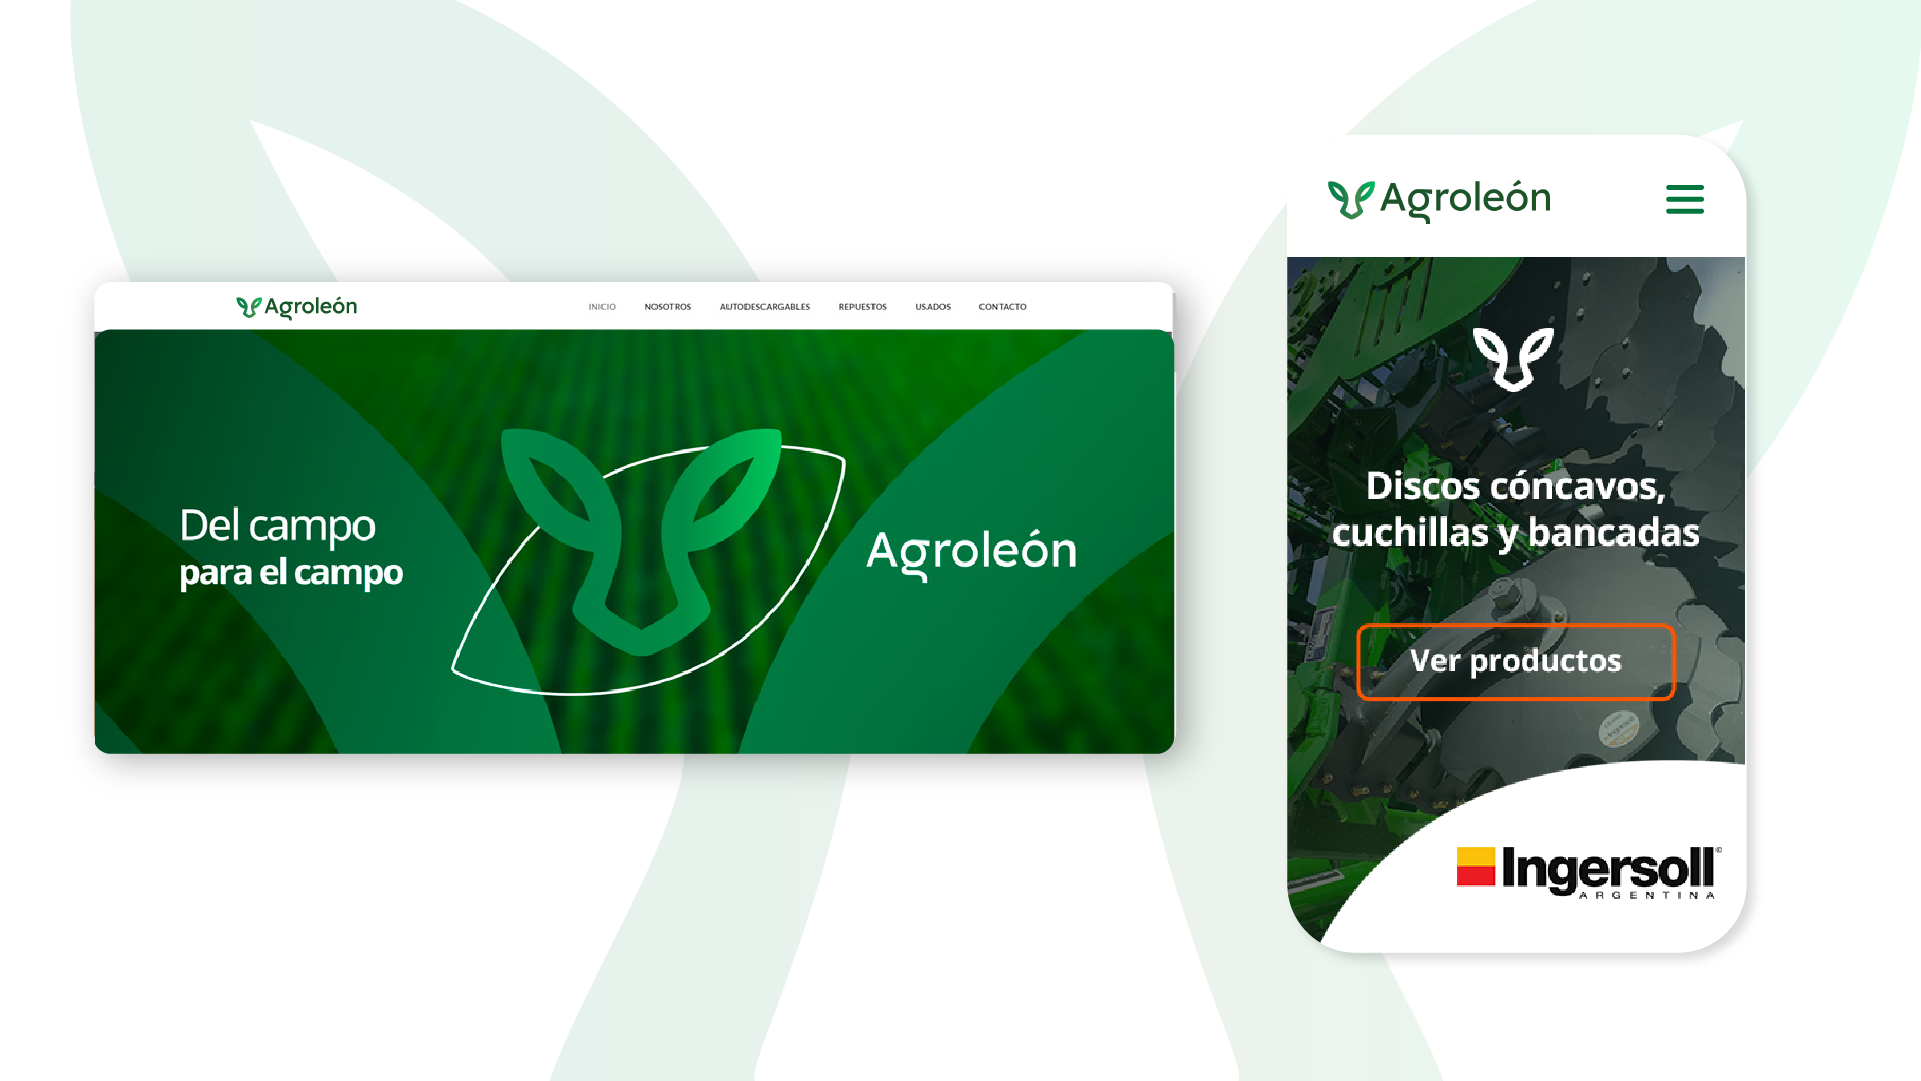 Agroleón
INICIO NOSOTROS AUTODESCARGABLES REPUESTOS USADOS CONTACTO
Del campo
para el campo
Agroleón
Agroleón
Discos cóncavos,
cuchillas y bancadas
Ver productos
Ingersoll
ARGENTINA